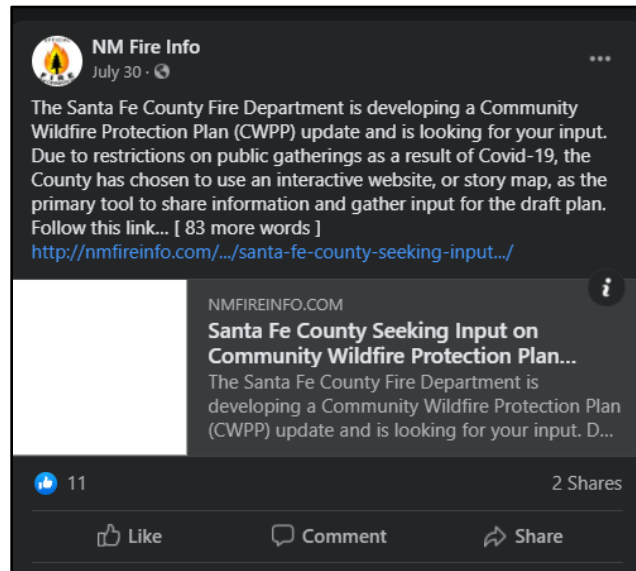 NM Fire Info
July 30 ·
The Santa Fe County Fire Department is developing a Community
Wildfire Protection Plan (CWPP) update and is looking for your input.
Due to restrictions on public gatherings as a result of Covid-19, the
County has chosen to use an interactive website, or story map, as the
primary tool to share information and gather input for the draft plan.
Follow this link... [ 83 more words ]
http://nmfireinfo.com/.../santa-fe-county-seeking-input.../
NMFIREINFO.COM
Santa Fe County Seeking Input on
Community Wildfire Protection Plan...
The Santa Fe County Fire Department is
developing a Community Wildfire Protection Plan
(CWPP) update and is looking for your input. D...
11
2 Shares
Like
Comment
Share